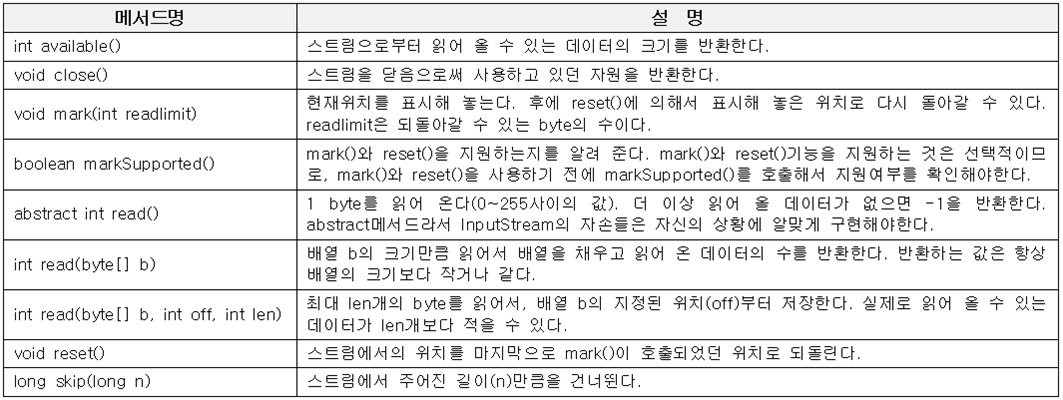 메서드명 설 명
int available() 스트림으로부터 읽어 올 수 있는 데이터의 크기를 반환한다.
void close() 스트림을 닫음으로써 사용하고 있던 자원을 반환한다.
void mark(int readlimit) 현재위치를 표시해 놓는다. 후에 reset()에 의해서 표시해 놓은 위치로 다시 돌아갈 수 있다.
readlimit은 되돌아갈 수 있는 byte의 수이다.
boolean markSupported() mark()와 reset()을 지원하는지를 알려 준다. mark()와 reset()기능을 지원하는 것은 선택적이므
로, mark()와 reset()을 사용하기 전에 markSupported()를 호출해서 지원여부를 확인해야한다.
abstract int read() 1 byte를 읽어 온다(0~255사이의 값). 더 이상 읽어 올 데이터가 없으면 -1을 반환한다.
abstract메서드라서 InputStream의 자손들은 자신의 상황에 알맞게 구현해야한다.
int read(byte[] b) 배열 b의 크기만큼 읽어서 배열을 채우고 읽어 온 데이터의 수를 반환한다. 반환하는 값은 항상
배열의 크기보다 작거나 같다.
int read(byte[] b, int off, int len) 최대 len개의 byte를 읽어서, 배열 b의 지정된 위치(off)부터 저장한다. 실제로 읽어 올 수 있는
데이터가 len개보다 적을 수 있다.
void reset() 스트림에서의 위치를 마지막으로 mark()이 호출되었던 위치로 되돌린다.
long skip(long n) 스트림에서 주어진 길이(n)만큼을 건너뛴다.